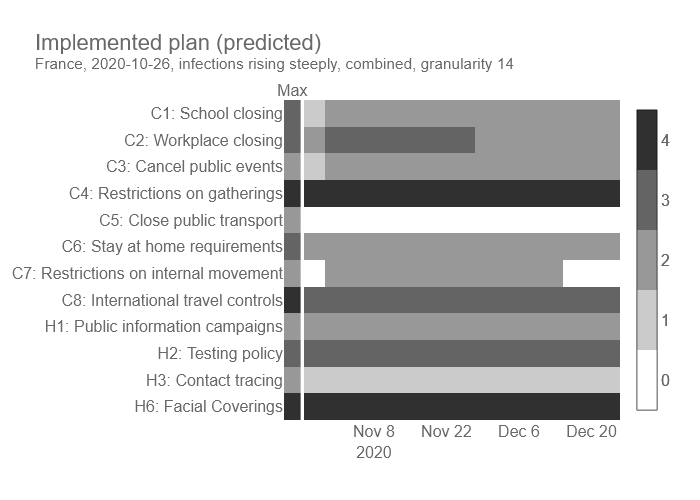 Implemented plan (predicted)
France, 2020-10-26, infections rising steeply, combined, granularity 14
Max
C1: School closing
C2: Workplace closing
C3: Cancel public events
C4: Restrictions on gatherings
C5: Close public transport
C6: Stay at home requirements
C7: Restrictions on internal movement
C8: International travel controls
H1: Public information campaigns
H2: Testing policy
H3: Contact tracing
H6: Facial Coverings
4
3
2
1
0
Nov 8 Nov 22 Dec 6 Dec 20
2020